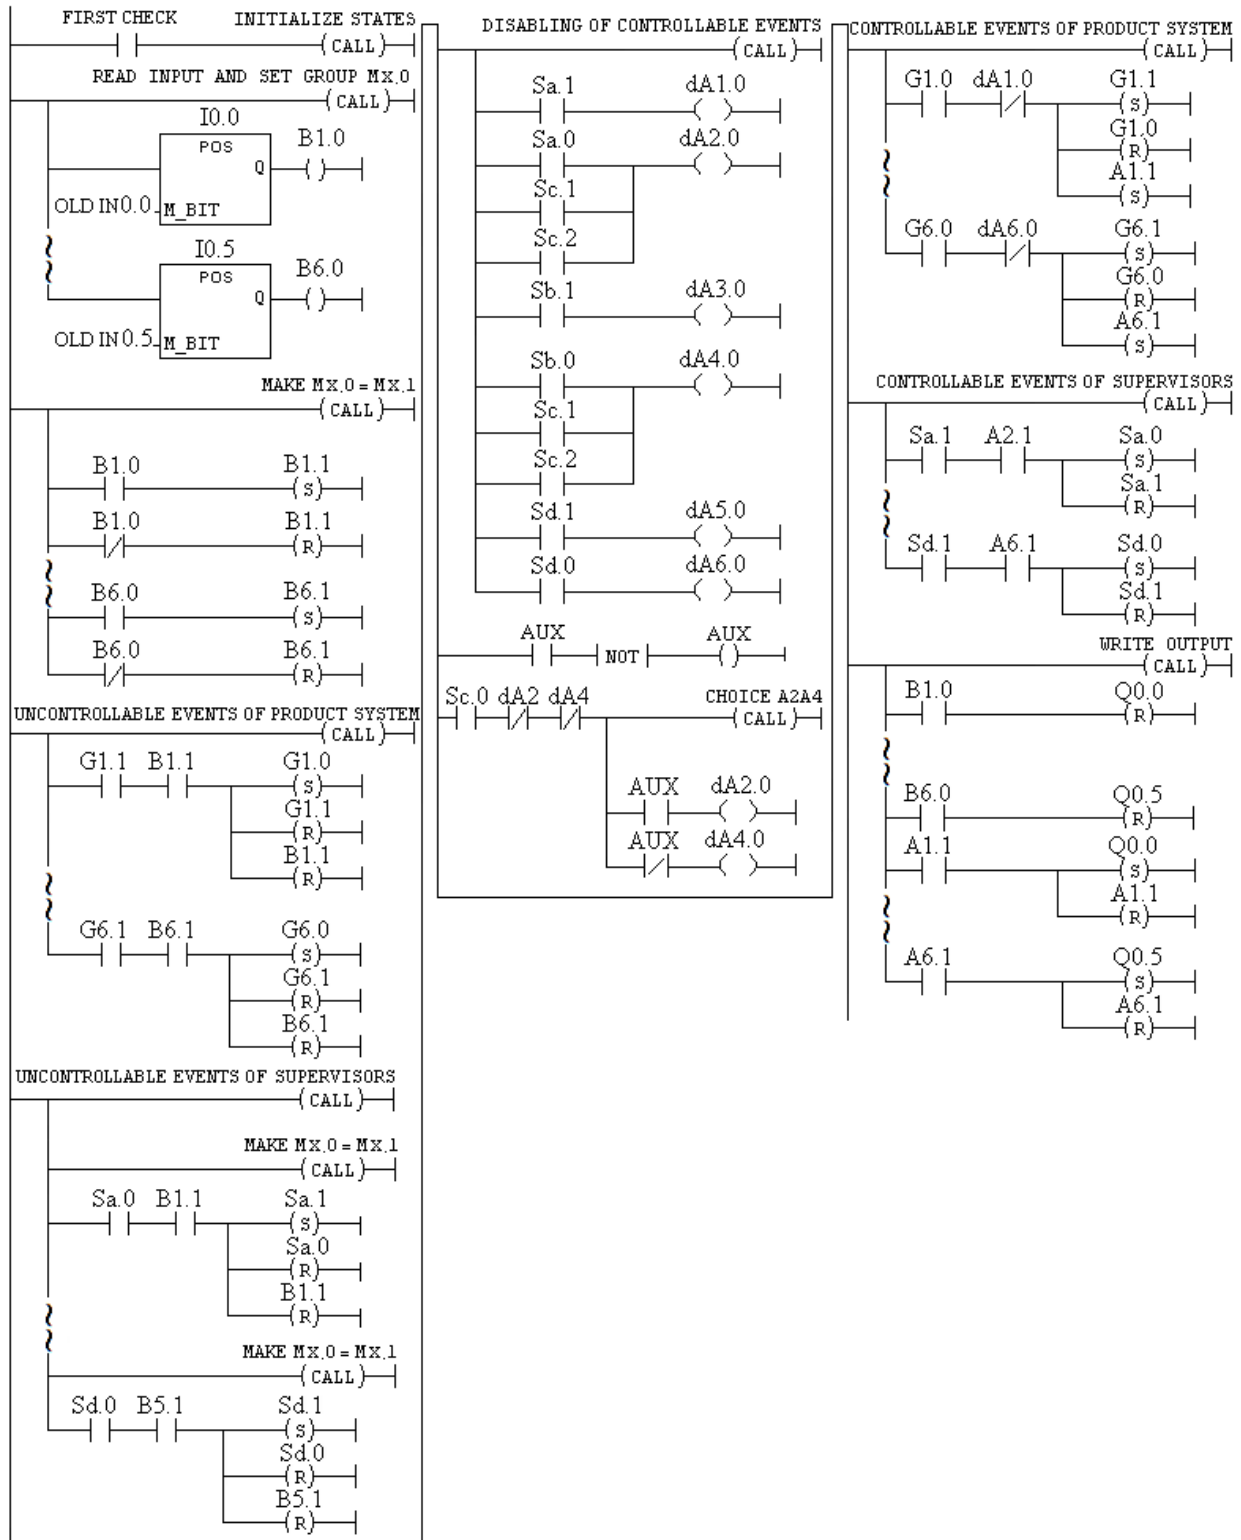 FIRST CHECK INITIALIZE STATES
(CALL)
READ INPUT AND SET GROUP Mx.0
(CALL)
I0.0
POS B1.0
Q ( )
OLD IN0.0 M_BIT
I0.5
POS B6.0
Q ( )
OLD IN0.5 M_BIT
MAKE Mx.0 = Mx.1
(CALL)
B1.0 B1.1
(S)
B1.0 B1.1
(R)
B6.0 B6.1
(S)
B6.0 B6.1
(R)
UNCONTROLLABLE EVENTS OF PRODUCT SYSTEM
(CALL)
G1.1 B1.1 G1.0
(S)
G1.1
(R)
B1.1
(R)
G6.1 B6.1 G6.0
(S)
G6.1
(R)
B6.1
(R)
UNCONTROLLABLE EVENTS OF SUPERVISORS
(CALL)
MAKE Mx.0 = Mx.1
(CALL)
Sa.0 B1.1 Sa.1
(S)
Sa.0
(R)
B1.1
(R)
MAKE Mx.0 = Mx.1
(CALL)
Sd.0 B5.1 Sd.1
(S)
Sd.0
(R)
B5.1
(R)
DISABLING OF CONTROLLABLE EVENTS
(CALL)
Sa.1 dA1.0
( )
Sa.0 dA2.0
( )
Sc.1
Sc.2
Sb.1 dA3.0
( )
Sb.0 dA4.0
( )
Sc.1
Sc.2
Sd.1 dA5.0
( )
Sd.0 dA6.0
( )
AUX AUX
NOT ( )
Sc.0 dA2 dA4 CHOICE A2A4
(CALL)
AUX dA2.0
( )
AUX dA4.0
( )
CONTROLLABLE EVENTS OF PRODUCT SYSTEM
(CALL)
G1.0 dA1.0 G1.1
(S)
G1.0
(R)
A1.1
(S)
G6.0 dA6.0 G6.1
(S)
G6.0
(R)
A6.1
(S)
CONTROLLABLE EVENTS OF SUPERVISORS
(CALL)
Sa.1 A2.1 Sa.0
(S)
Sa.1
(R)
Sd.1 A6.1 Sd.0
(S)
Sd.1
(R)
WRITE OUTPUT
(CALL)
B1.0 Q0.0
(R)
B6.0 Q0.5
(R)
A1.1 Q0.0
(S)
A1.1
(R)
A6.1 Q0.5
(S)
A6.1
(R)